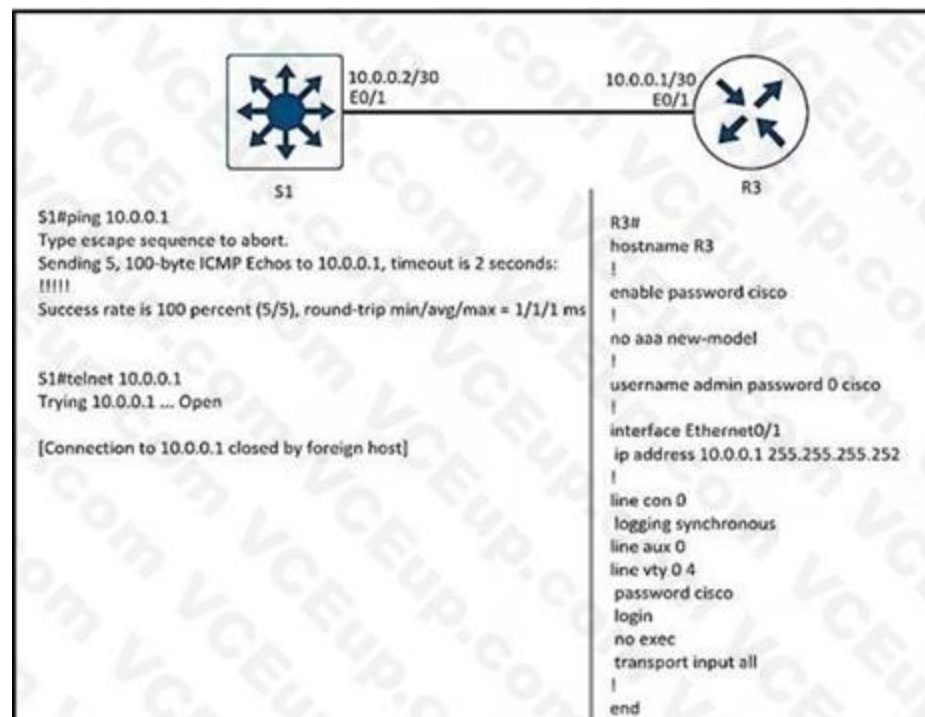 10.0.0.2/30
E0/1
10.0.0.1/30
E0/1
S1
R3
S1#ping 10.0.0.1
Type escape sequence to abort.
Sending 5, 100-byte ICMP Echos to 10.0.0.1, timeout is 2 seconds:
!!!!!
Success rate is 100 percent (5/5), round-trip min/avg/max = 1/1/1 ms
S1#telnet 10.0.0.1
Trying 10.0.0.1 ... Open
[Connection to 10.0.0.1 closed by foreign host]
R3#
hostname R3
!
enable password cisco
!
no aaa new-model
!
username admin password 0 cisco
!
interface Ethernet0/1
ip address 10.0.0.1 255.255.255.252
!
line con 0
logging synchronous
line aux 0
line vty 0 4
password cisco
login
no exec
transport input all
!
end
VCEup.com